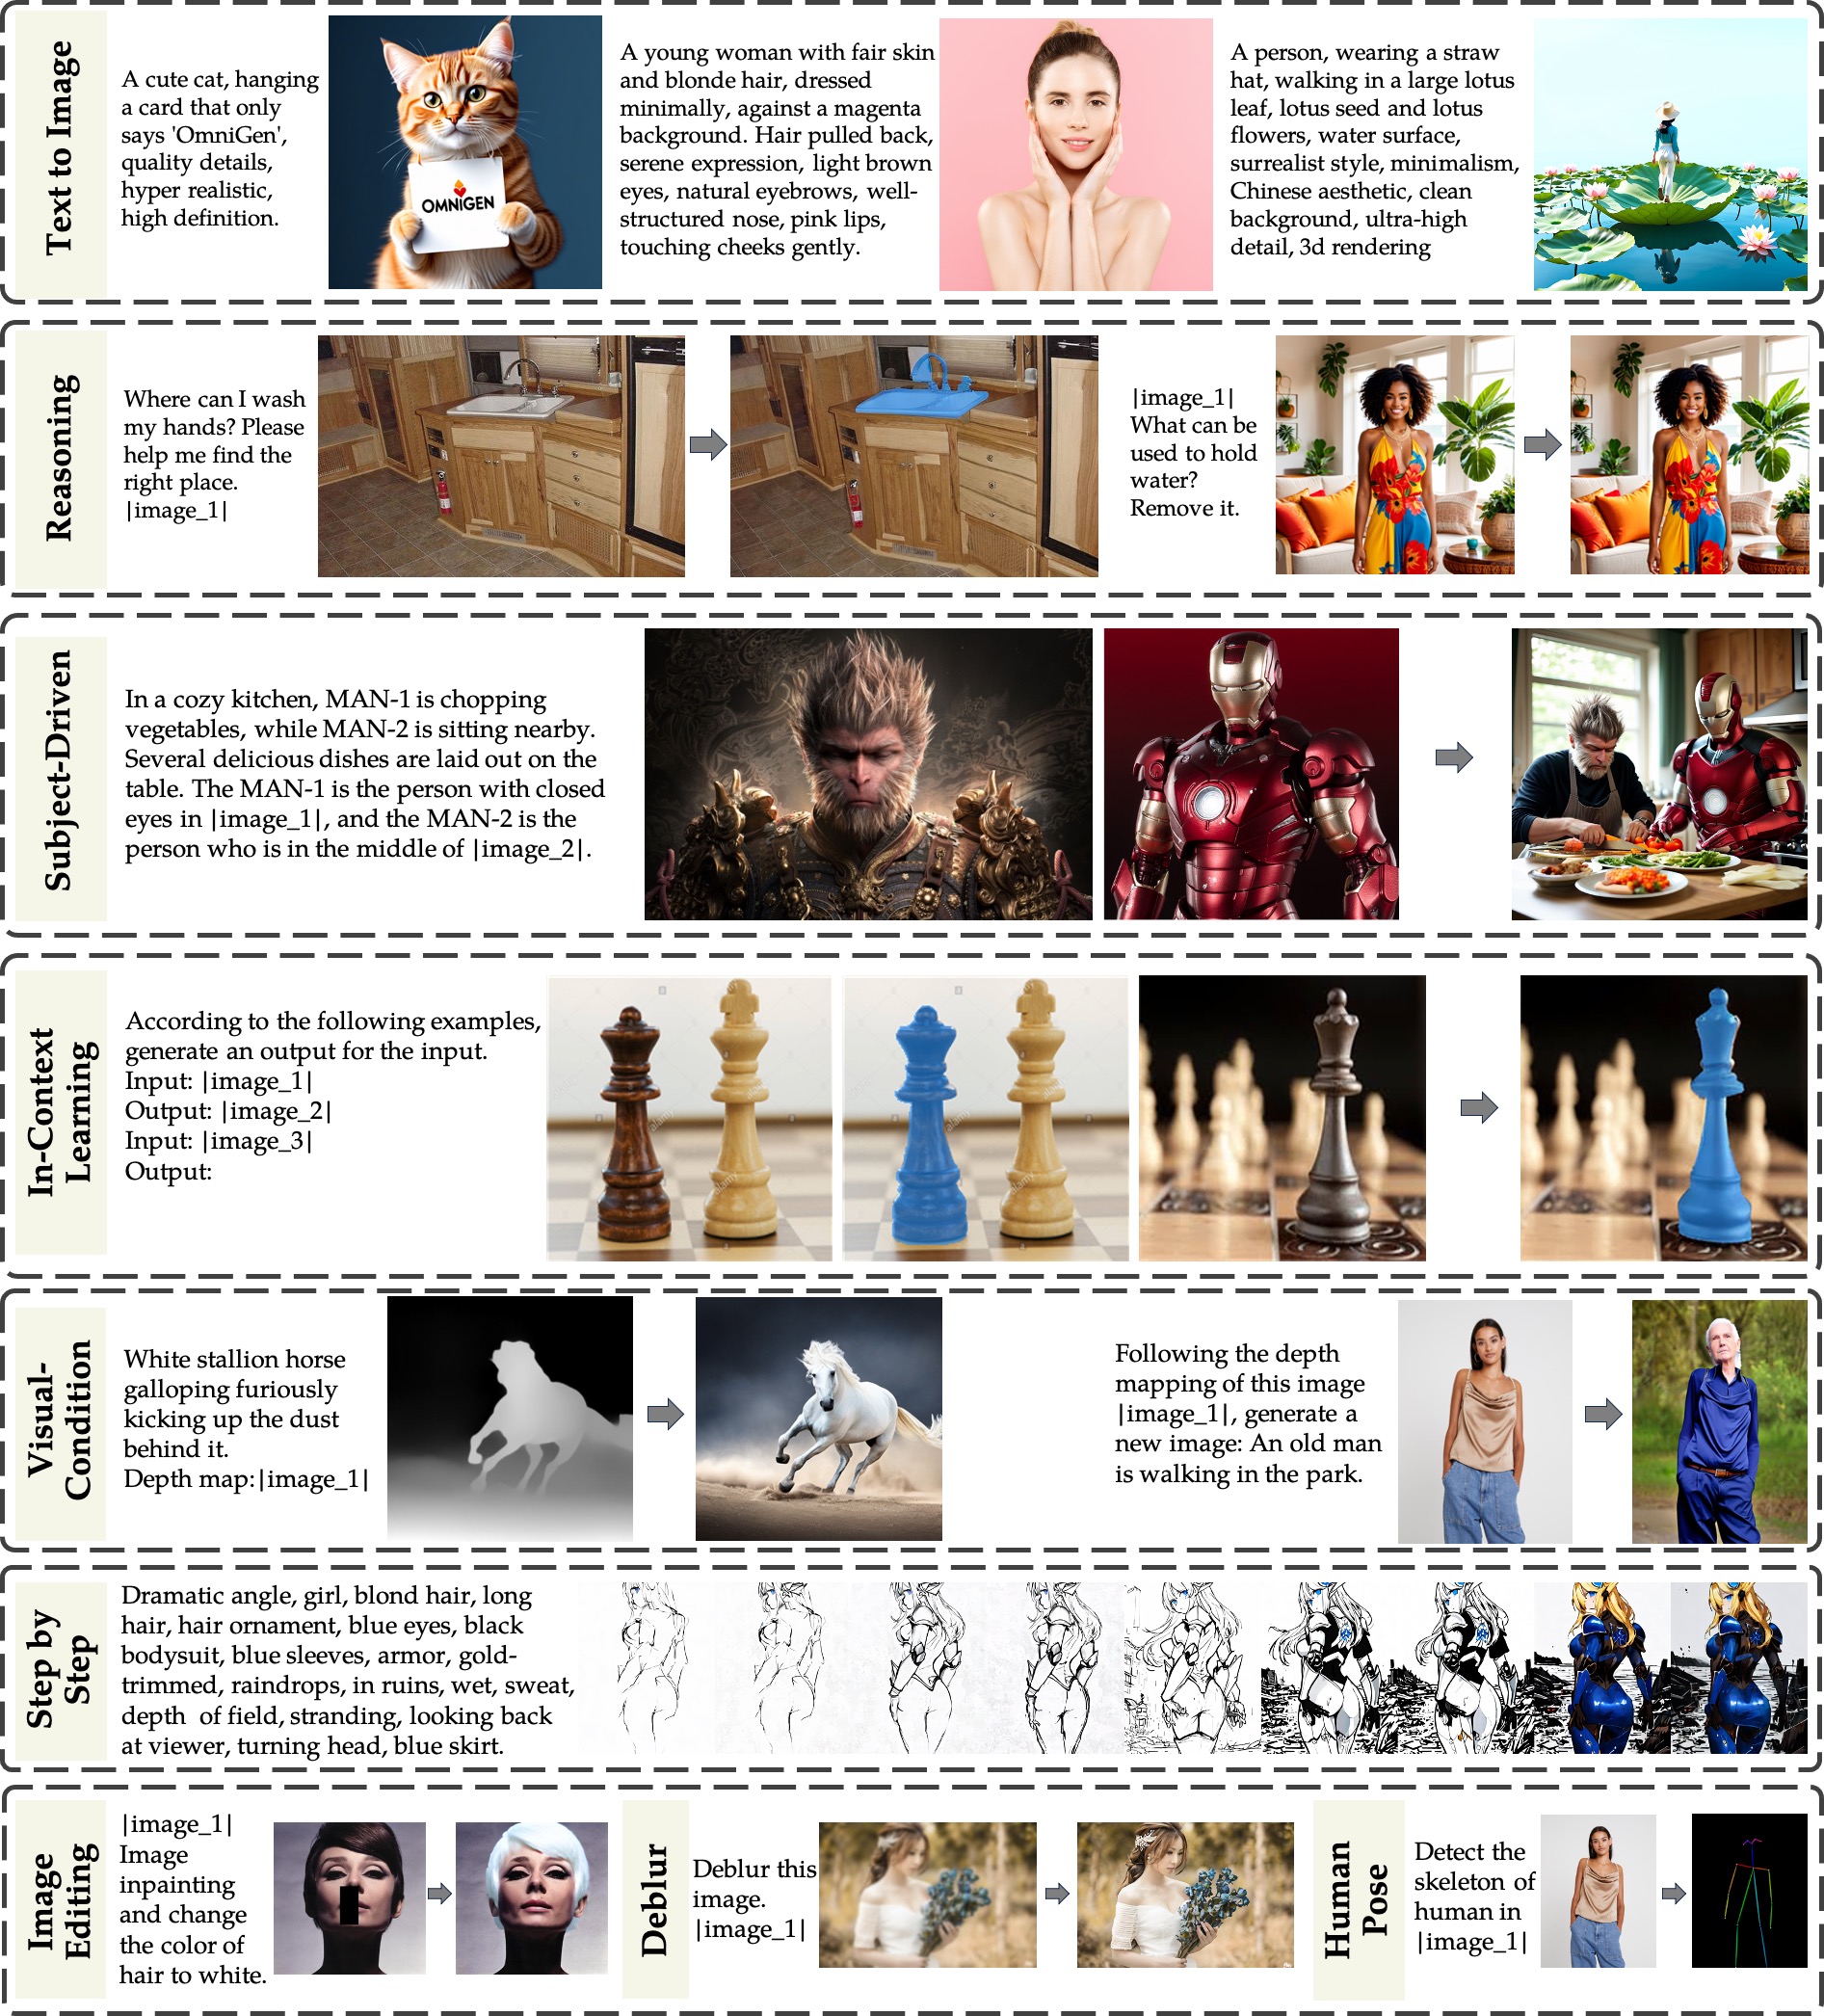 Text to Image
A cute cat, hanging
a card that only
says 'OmniGen',
quality details,
hyper realistic,
high definition.
OMNIGEN
A young woman with fair skin
and blonde hair, dressed
minimally, against a magenta
background. Hair pulled back,
serene expression, light brown
eyes, natural eyebrows, well-
structured nose, pink lips,
touching cheeks gently.
A person, wearing a straw
hat, walking in a large lotus
leaf, lotus seed and lotus
flowers, water surface,
surrealist style, minimalism,
Chinese aesthetic, clean
background, ultra-high
detail, 3d rendering
Reasoning
Where can I wash
my hands? Please
help me find the
right place.
|image_1|
|image_1|
What can be
used to hold
water?
Remove it.
Subject-Driven
In a cozy kitchen, MAN-1 is chopping
vegetables, while MAN-2 is sitting nearby.
Several delicious dishes are laid out on the
table. The MAN-1 is the person with closed
eyes in |image_1|, and the MAN-2 is the
person who is in the middle of |image_2|.
In-Context
Learning
According to the following examples,
generate an output for the input.
Input: |image_1|
Output: |image_2|
Input: |image_3|
Output:
Visual-
Condition
White stallion horse
galloping furiously
kicking up the dust
behind it.
Depth map:|image_1|
Following the depth
mapping of this image
|image_1|, generate a
new image: An old man
is walking in the park.
Step by
Step
Dramatic angle, girl, blond hair, long
hair, hair ornament, blue eyes, black
bodysuit, blue sleeves, armor, gold-
trimmed, raindrops, in ruins, wet, sweat,
depth  of field, stranding, looking back
at viewer, turning head, blue skirt.
Image
Editing
|image_1|
Image
inpainting
and change
the color of
hair to white.
Deblur
Deblur this
image.
|image_1|
Human
Pose
Detect the
skeleton of
human in
|image_1|